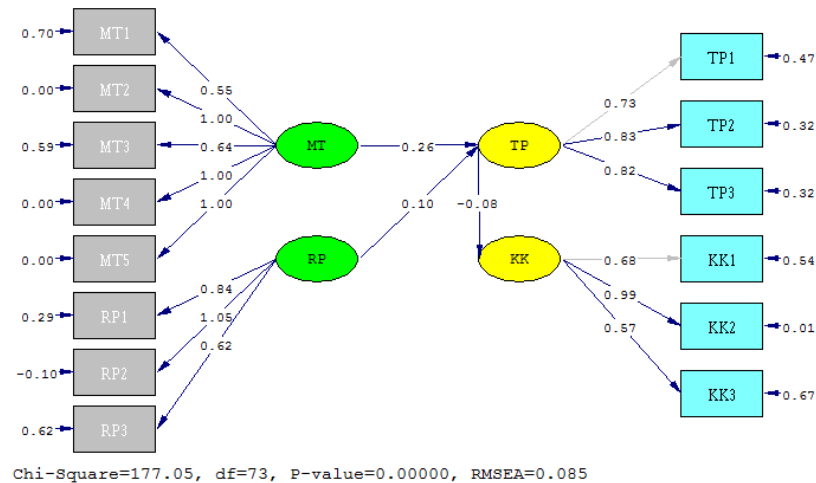 0.70 MT1
0.00 MT2
0.59 MT3
0.00 MT4
0.00 MT5
0.29 RP1
-0.10 RP2
0.62 RP3
0.55
1.00
0.64
1.00
1.00
0.84
1.05
0.62
MT
RP
0.26
0.10
-0.08
TP
KK
0.73
0.83
0.82
0.68
0.99
0.57
TP1 0.47
TP2 0.32
TP3 0.32
KK1 0.54
KK2 0.01
KK3 0.67
Chi-Square=177.05, df=73, P-value=0.00000, RMSEA=0.085